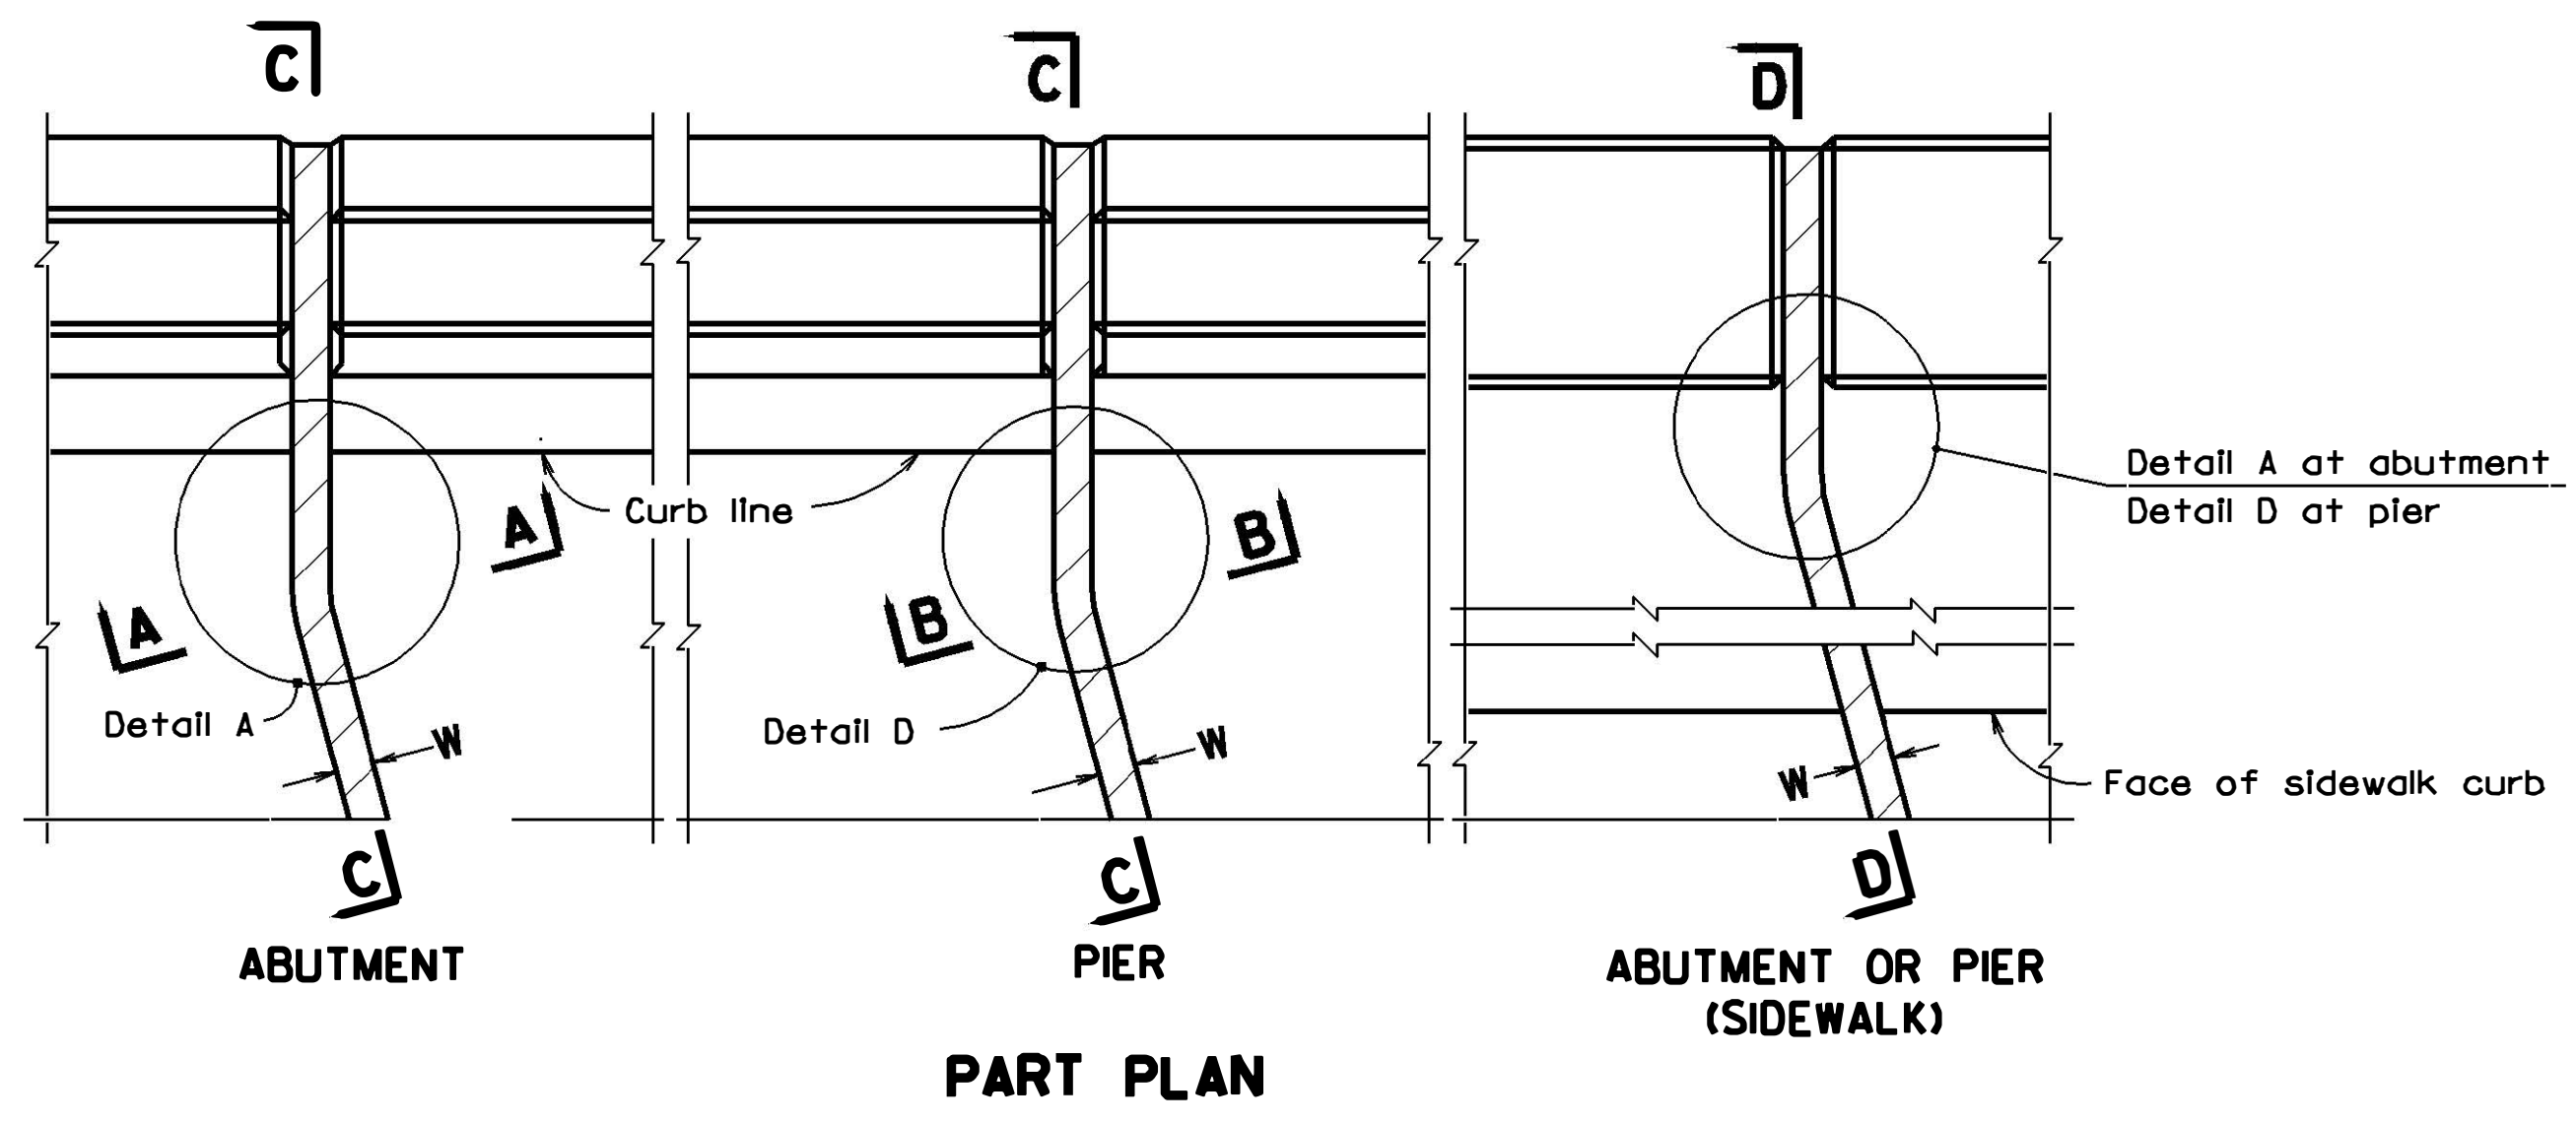 C
C
D
Detail A at abutment
Detail D at pier
Curb line
A
B
A
B
Detail A
W
Detail D
W
W
Face of sidewalk curb
C
C
D
ABUTMENT
PIER
ABUTMENT OR PIER
(SIDEWALK)
PART PLAN